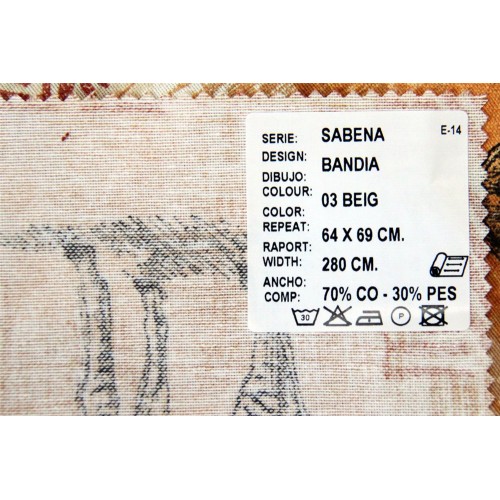 E-14
SERIE: SABENA
DESIGN: BANDIA
DIBUJO:
COLOUR: 03 BEIG
COLOR:
REPEAT: 64 X 69 CM.
RAPORT:
WIDTH: 280 CM.
ANCHO:
COMP: 70% CO - 30% PES
30 P